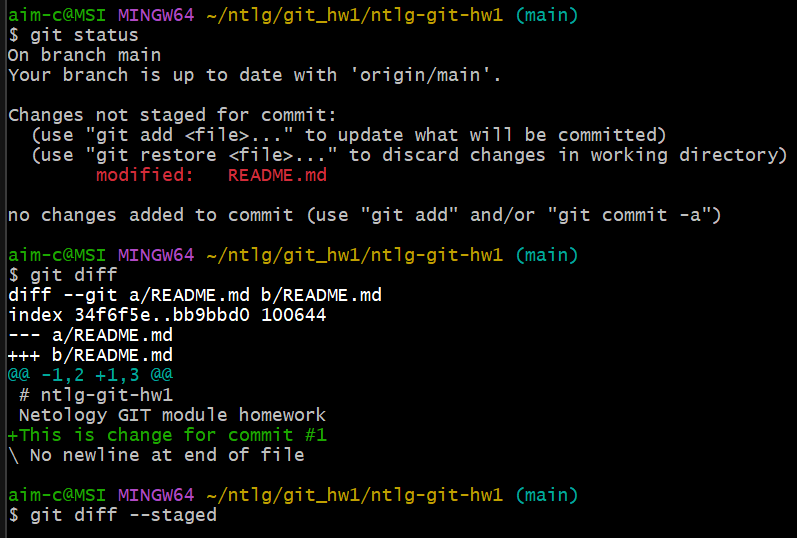 aim-c@MSI MINGW64 ~/ntlg/git_hw1/ntlg-git-hw1 (main)
$ git status
On branch main
Your branch is up to date with 'origin/main'.

Changes not staged for commit:
  (use "git add <file>..." to update what will be committed)
  (use "git restore <file>..." to discard changes in working directory)
        modified:   README.md

no changes added to commit (use "git add" and/or "git commit -a")

aim-c@MSI MINGW64 ~/ntlg/git_hw1/ntlg-git-hw1 (main)
$ git diff
diff --git a/README.md b/README.md
index 34f6f5e..bb9bbd0 100644
--- a/README.md
+++ b/README.md
@@ -1,2 +1,3 @@
 # ntlg-git-hw1
 Netology GIT module homework
+This is change for commit #1
\ No newline at end of file

aim-c@MSI MINGW64 ~/ntlg/git_hw1/ntlg-git-hw1 (main)
$ git diff --staged